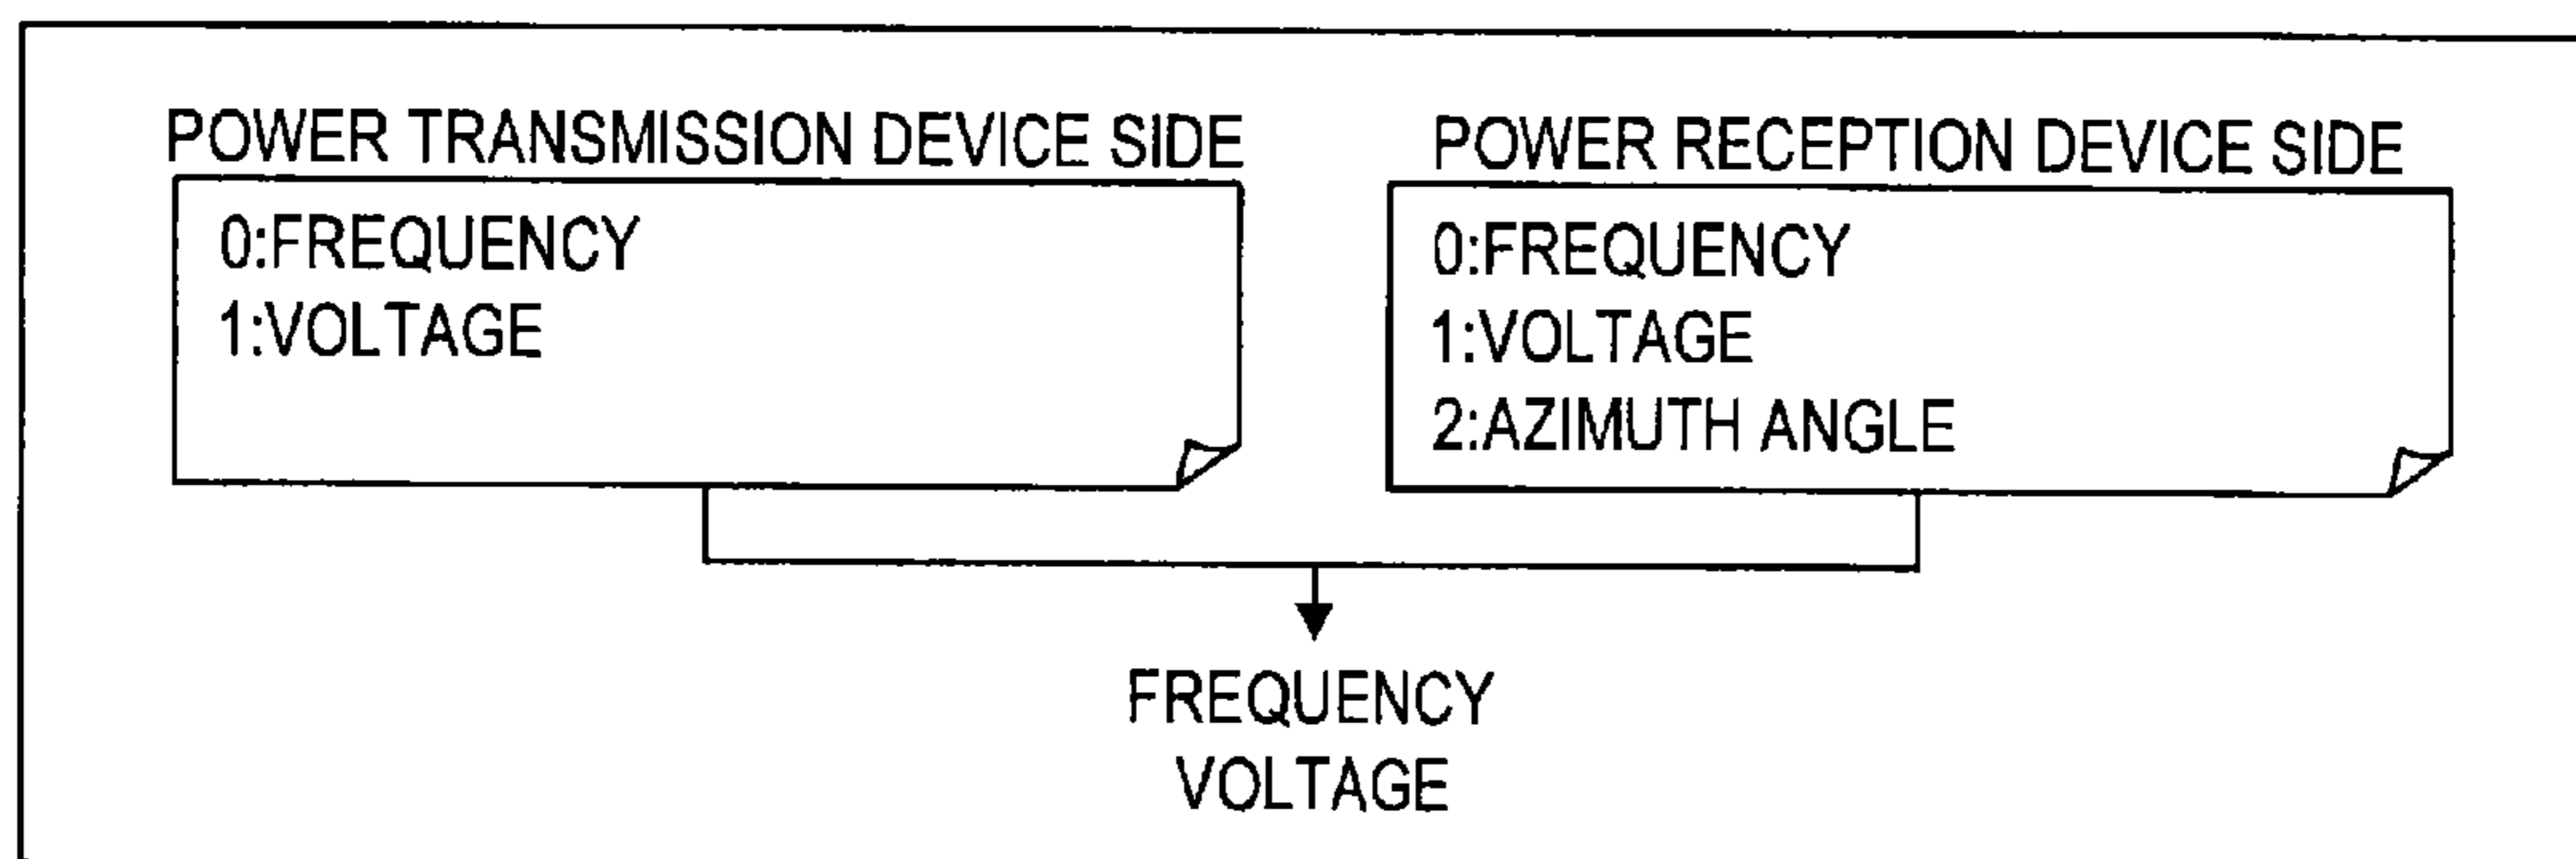 POWER TRANSMISSION DEVICE SIDE
0:FREQUENCY
1:VOLTAGE
POWER RECEPTION DEVICE SIDE
0:FREQUENCY
1:VOLTAGE
2:AZIMUTH ANGLE
FREQUENCY
VOLTAGE